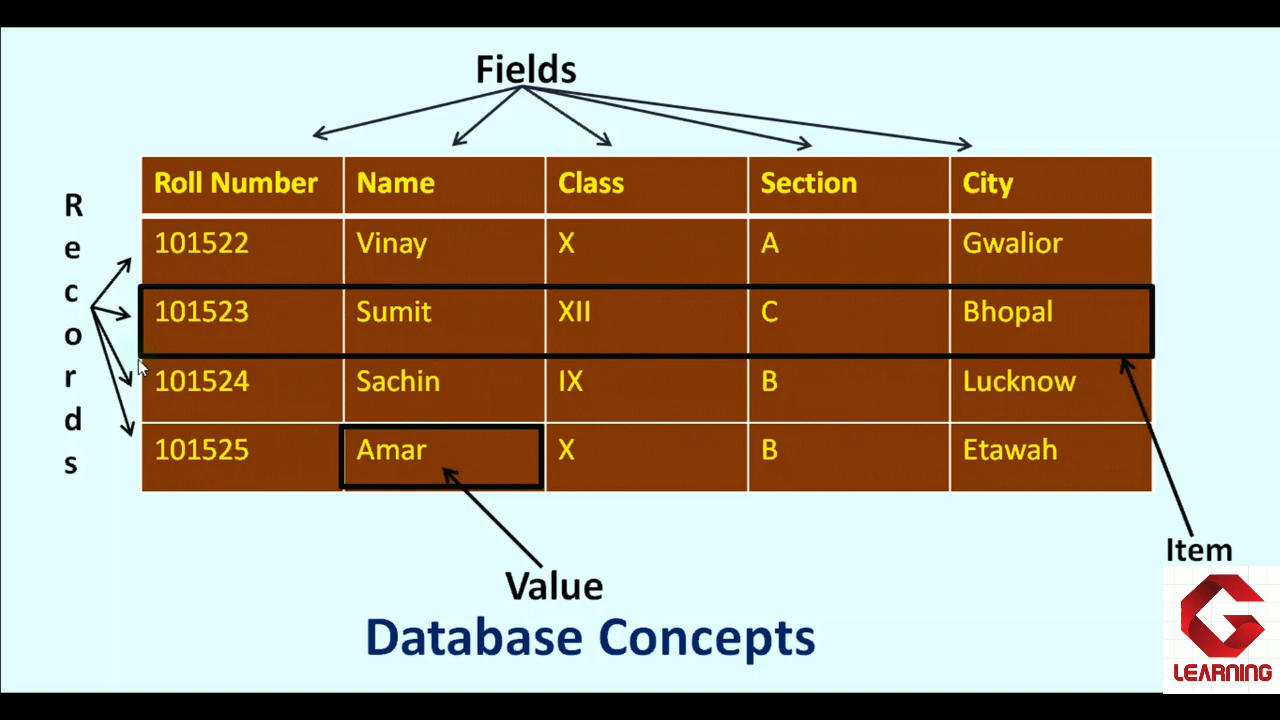 Fields
Records
Roll Number Name Class Section City
101522 Vinay X A Gwalior
101523 Sumit XII C Bhopal
101524 Sachin IX B Lucknow
101525 Amar X B Etawah
Item
Value
Database Concepts
G
LEARNING